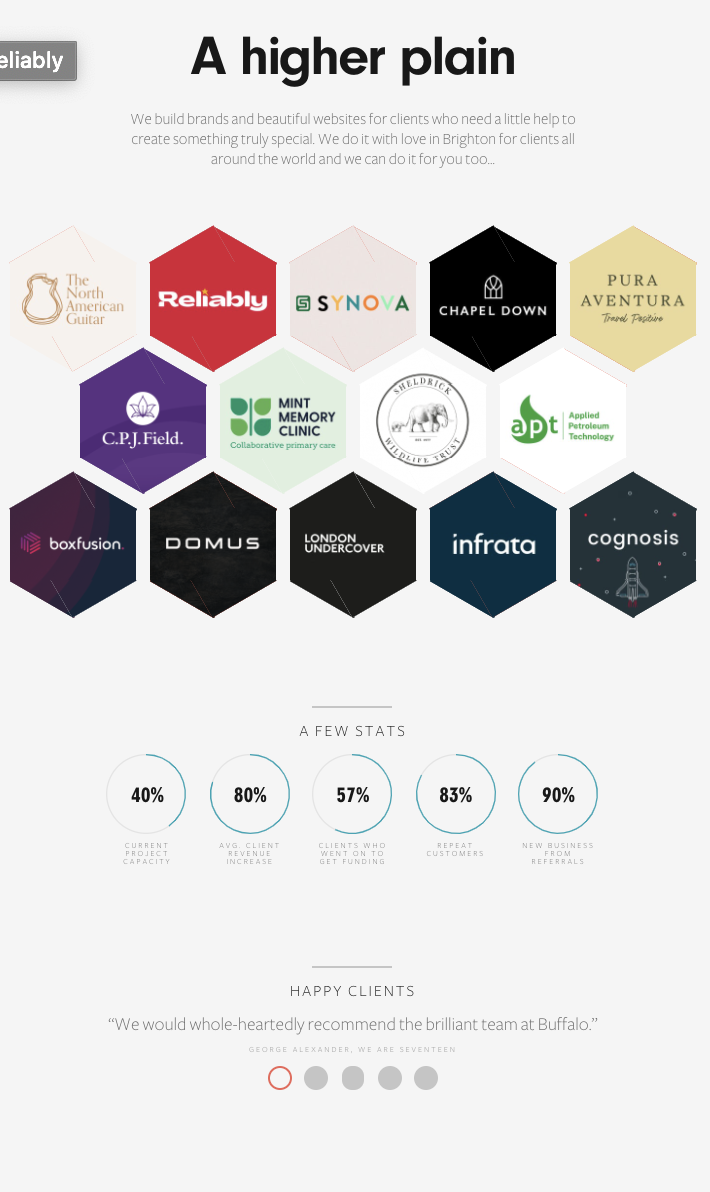 eliably
A higher plain
We build brands and beautiful websites for clients who need a little help to
create something truly special. We do it with love in Brighton for clients all
around the world and we can do it for you too...
The
North
American
Guitar
Reliably
SYNOVA
CHAPEL DOWN
PURA
AVENTURA
Travel Positive
C.P.J. Field.
MINT
MEMORY
CLINIC
Collaborative primary care
SHELDRICK
WILDLIFE TRUST
apt
Applied
Petroleum
Technology
boxfusion.
DOMUS
LONDON
UNDERCOVER
infrata
cognosis
A FEW STATS
40%
80%
57%
83%
90%
CURRENT
PROJECT
CAPACITY
AVG. CLIENT
REVENUE
INCREASE
CLIENTS WHO
WENT ON TO
GET FUNDING
REPEAT
CUSTOMERS
NEW BUSINESS
FROM
REFERRALS
HAPPY CLIENTS
“We would whole-heartedly recommend the brilliant team at Buffalo.”
GEORGE ALEXANDER, WE ARE SEVENTEEN